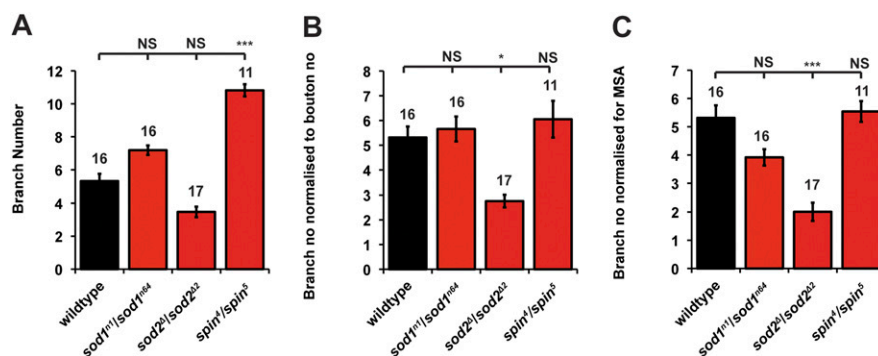 A
NS NS ***
Branch Number
12
10
8
6
4
2
0
16
16
17
11
wildtype
sod1ⁿ¹/sod1ⁿ⁶⁴
sod2Δ/sod2Δ2
spin⁴/spin⁵
B
NS * NS
Branch no normalised to bouton no
8
7
6
5
4
3
2
1
0
16
16
17
11
wildtype
sod1ⁿ¹/sod1ⁿ⁶⁴
sod2Δ/sod2Δ2
spin⁴/spin⁵
C
NS *** NS
Branch no normalised for MSA
7
6
5
4
3
2
1
0
16
16
17
11
wildtype
sod1ⁿ¹/sod1ⁿ⁶⁴
sod2Δ/sod2Δ2
spin⁴/spin⁵